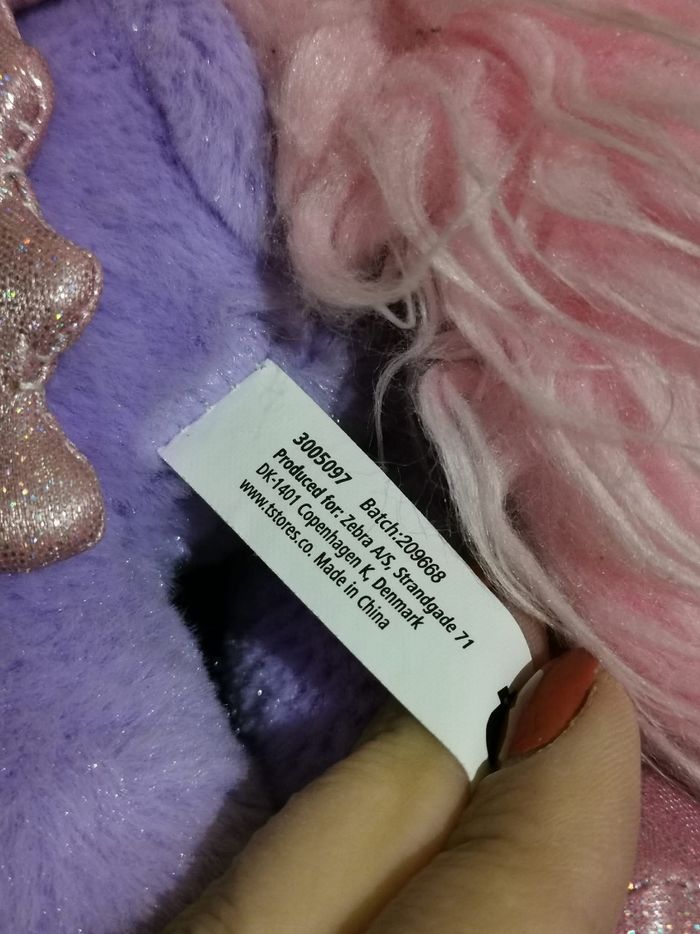 3005097 Batch:209668
Produced for: Zebra A/S, Strandgade 71
DK-1401 Copenhagen K, Denmark
www.tstores.co Made in China